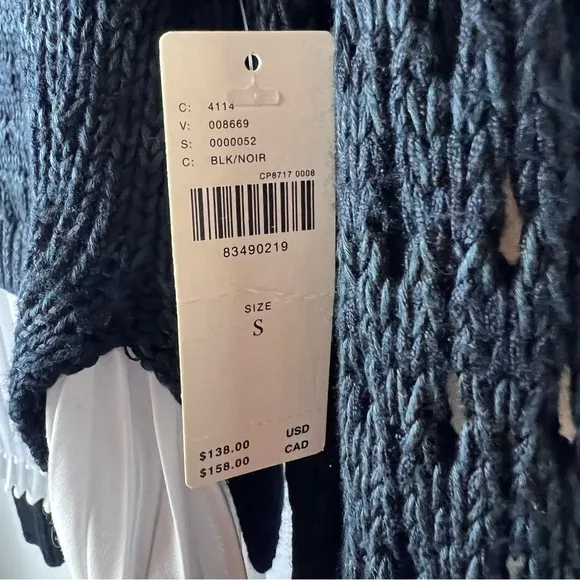 C: 4114
V: 008669
S: 0000052
C: BLK/NOIR
CP8717 0008
83490219
SIZE
S
$138.00 USD
$158.00 CAD